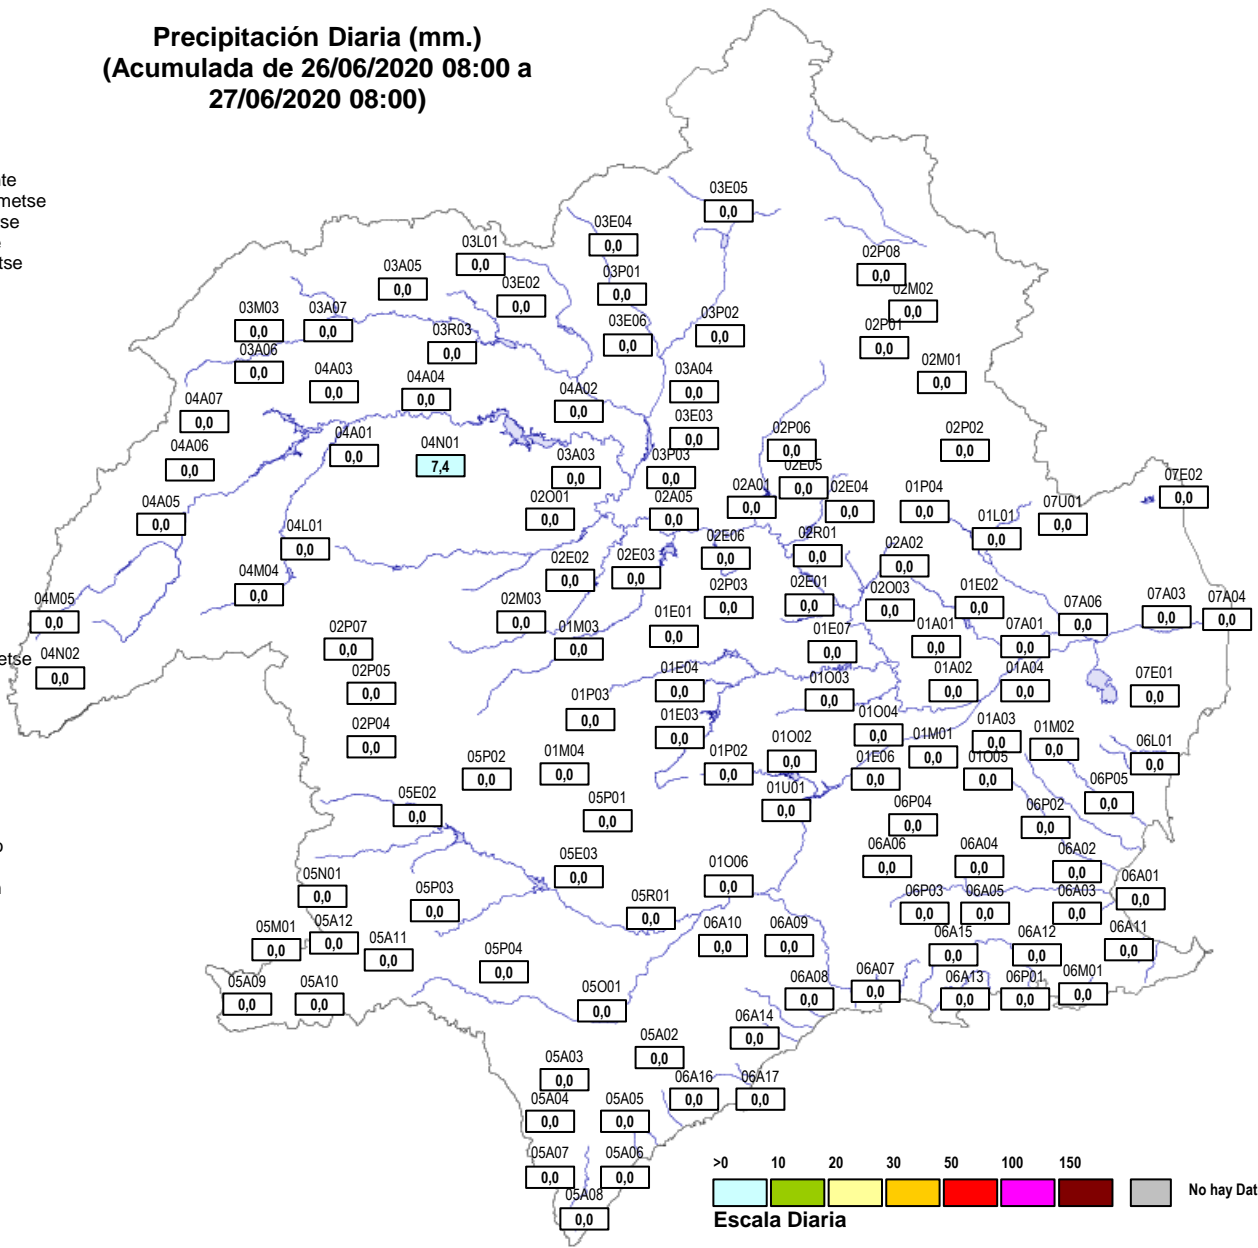 Precipitación Diaria (mm.)
(Acumulada de 26/06/2020 08:00 a
27/06/2020 08:00)
te
metse
se
tse
etse
03E05
0,0
03E04
0,0
03L01
0,0
02P08
0,0
03A05
0,0
03P01
0,0
03E02
0,0
02M02
0,0
03M03
0,0
03A07
0,0
03P02
0,0
03E06
0,0
03R03
0,0
02P01
0,0
03A06
0,0
02M01
0,0
04A03
0,0
04A04
0,0
03A04
0,0
04A02
0,0
04A07
0,0
03E03
0,0
02P06
0,0
02P02
0,0
04A01
0,0
04N01
7,4
04A06
0,0
03A03
0,0
03P03
0,0
02E05
0,0
07E02
0,0
02A01
0,0
02E04
0,0
01P04
0,0
04A05
0,0
02O01
0,0
02A05
0,0
07U01
0,0
01L01
0,0
04L01
0,0
02E06
0,0
02R01
0,0
02A02
0,0
02E02
0,0
02E03
0,0
04M04
0,0
02P03
0,0
02E01
0,0
02O03
0,0
01E02
0,0
04M05
0,0
02M03
0,0
07A06
0,0
07A03
0,0
07A04
0,0
01E01
0,0
01M03
0,0
02P07
0,0
01E07
0,0
01A01
0,0
07A01
0,0
04N02
0,0
02P05
0,0
01E04
0,0
01O03
0,0
01A02
0,0
01A04
0,0
07E01
0,0
01P03
0,0
01E03
0,0
02P04
0,0
01O04
0,0
01A03
0,0
01M02
0,0
01M01
0,0
06L01
0,0
05P02
0,0
01M04
0,0
01P02
0,0
01O02
0,0
01E06
0,0
01O05
0,0
05E02
0,0
05P01
0,0
01U01
0,0
06P04
0,0
06P02
0,0
06P05
0,0
o
05E03
0,0
01O06
0,0
06A06
0,0
06A04
0,0
06A02
0,0
05N01
0,0
05P03
0,0
05R01
0,0
06P03
0,0
06A05
0,0
06A03
0,0
06A01
0,0
05M01
0,0
05A12
0,0
05A11
0,0
06A10
0,0
06A09
0,0
06A15
0,0
06A12
0,0
06A11
0,0
05P04
0,0
05A09
0,0
05A10
0,0
05O01
0,0
06A08
0,0
06A07
0,0
06A13
0,0
06P01
0,0
06M01
0,0
06A14
0,0
05A02
0,0
05A03
0,0
06A16
0,0
06A17
0,0
05A04
0,0
05A05
0,0
05A07
0,0
05A06
0,0
05A08
0,0
>0 10 20 30 50 100 150
No hay Dat
Escala Diaria